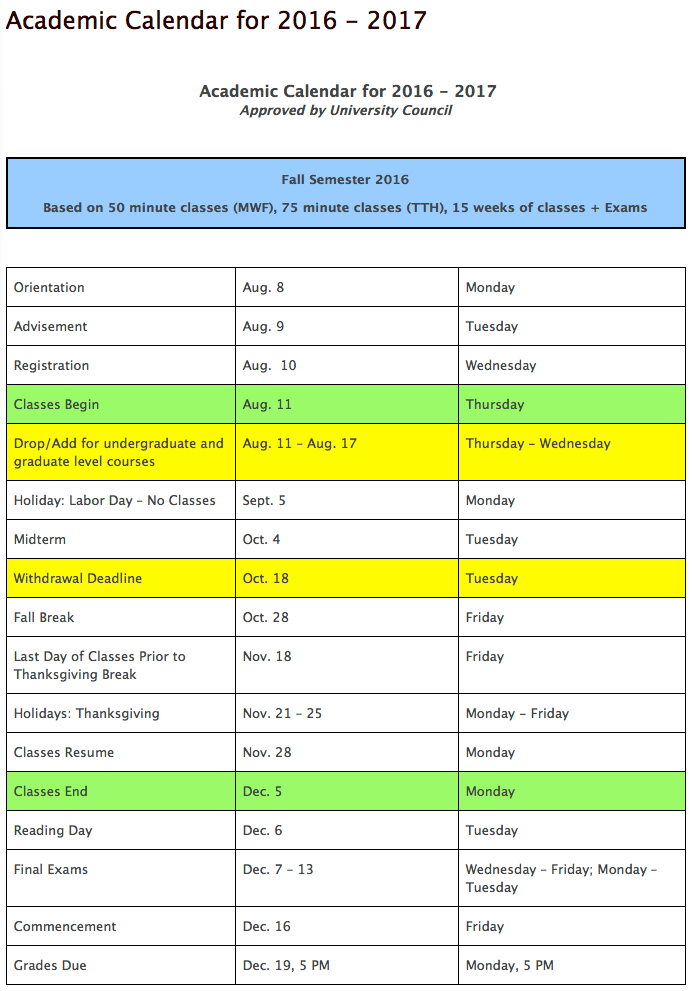 Academic Calendar for 2016 – 2017
Academic Calendar for 2016 – 2017
Approved by University Council
Fall Semester 2016
Based on 50 minute classes (MWF), 75 minute classes (TTH), 15 weeks of classes + Exams
Orientation Aug. 8 Monday
Advisement Aug. 9 Tuesday
Registration Aug.  10 Wednesday
Classes Begin Aug. 11 Thursday
Drop/Add for undergraduate and Aug. 11 – Aug. 17 Thursday – Wednesday
graduate level courses
Holiday: Labor Day – No Classes Sept. 5 Monday
Midterm Oct. 4 Tuesday
Withdrawal Deadline Oct. 18 Tuesday
Fall Break Oct. 28 Friday
Last Day of Classes Prior to Nov. 18 Friday
Thanksgiving Break
Holidays: Thanksgiving Nov. 21 – 25 Monday – Friday
Classes Resume Nov. 28 Monday
Classes End Dec. 5 Monday
Reading Day Dec. 6 Tuesday
Final Exams Dec. 7 – 13 Wednesday – Friday; Monday –
Tuesday
Commencement Dec. 16 Friday
Grades Due Dec. 19, 5 PM Monday, 5 PM